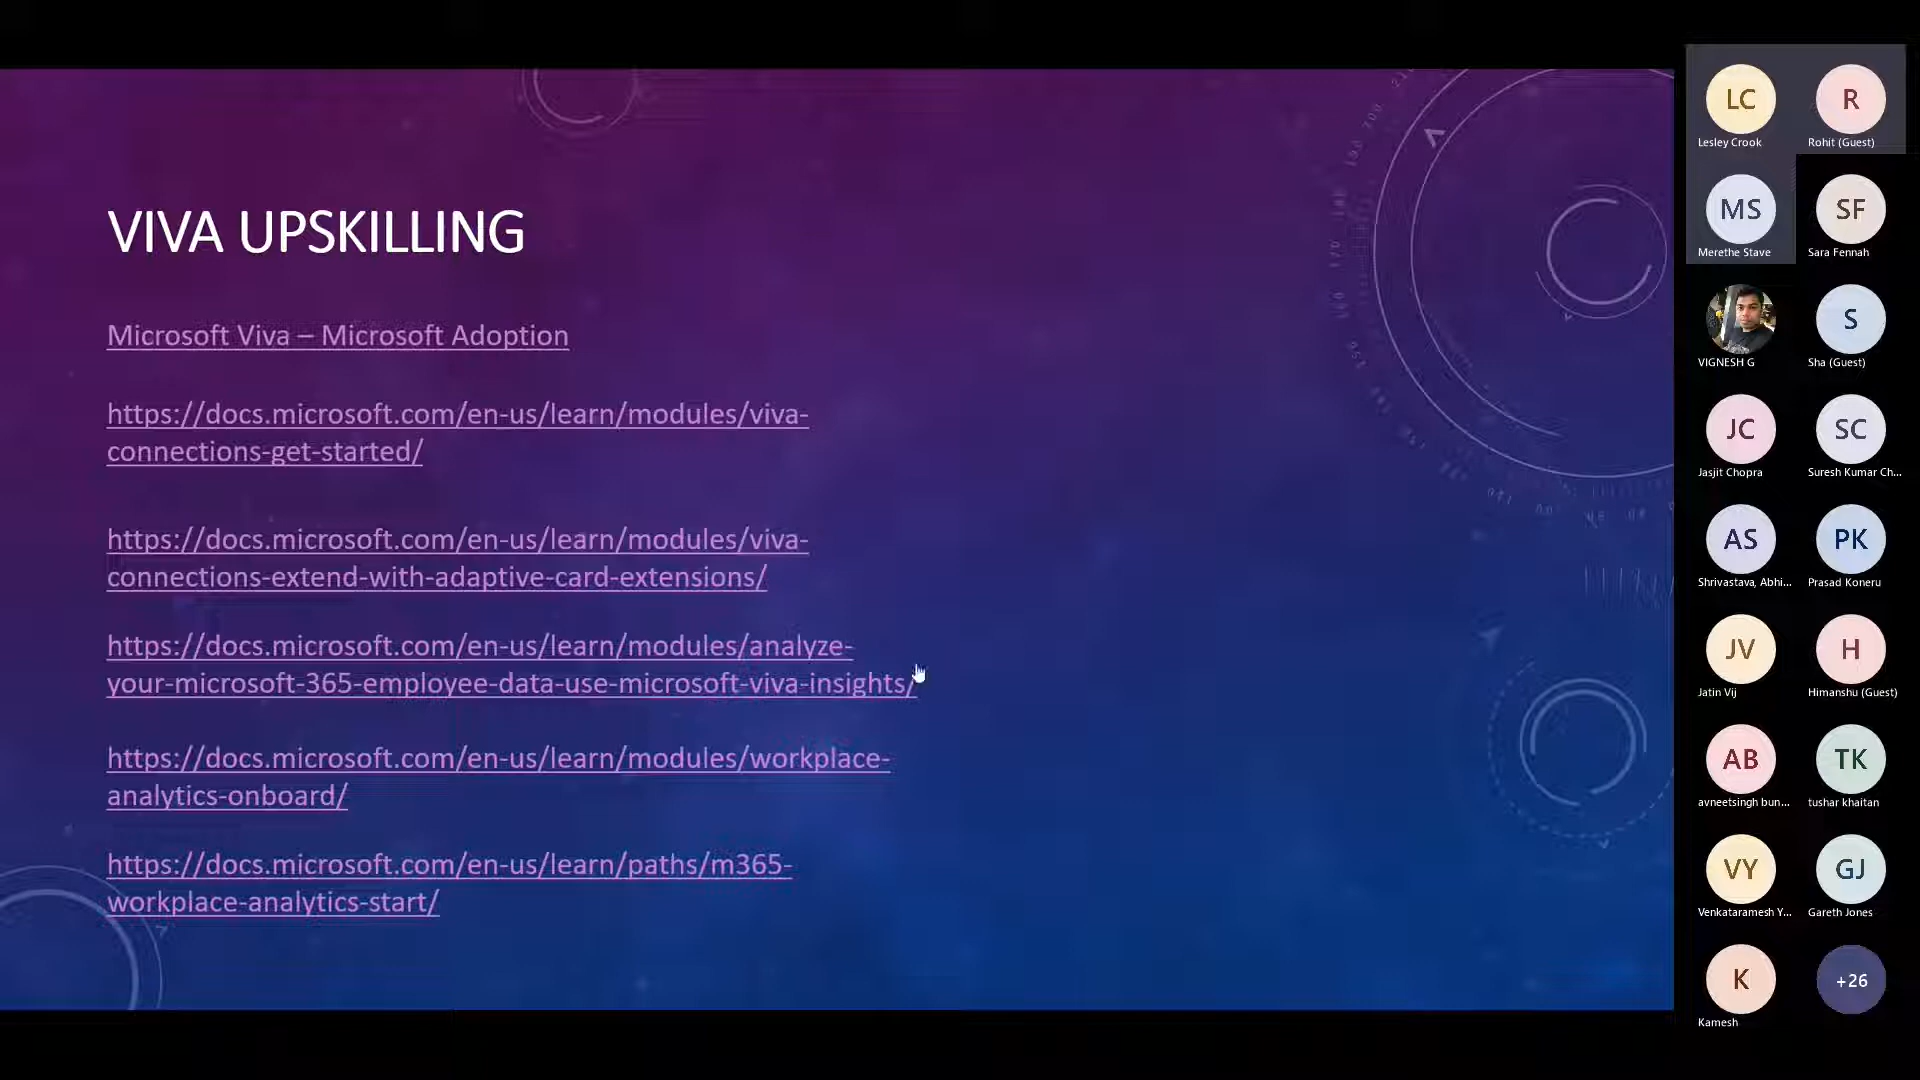 VIVA UPSKILLING
Microsoft Viva – Microsoft Adoption
https://docs.microsoft.com/en-us/learn/modules/viva-
connections-get-started/
https://docs.microsoft.com/en-us/learn/modules/viva-
connections-extend-with-adaptive-card-extensions/
https://docs.microsoft.com/en-us/learn/modules/analyze-
your-microsoft-365-employee-data-use-microsoft-viva-insights/
https://docs.microsoft.com/en-us/learn/modules/workplace-
analytics-onboard/
https://docs.microsoft.com/en-us/learn/paths/m365-
workplace-analytics-start/
LC R
Lesley Crook Rohit (Guest)
MS SF
Merethe Stave Sara Fennah
S
VIGNESH G Sha (Guest)
JC SC
Jasjit Chopra Suresh Kumar Ch...
AS PK
Shrivastava, Abhi... Prasad Koneru
JV H
Jatin Vij Himanshu (Guest)
AB TK
avneetsingh bun... tushar khaitan
VY GJ
Venkataramesh Y... Gareth Jones
K +26
Kamesh